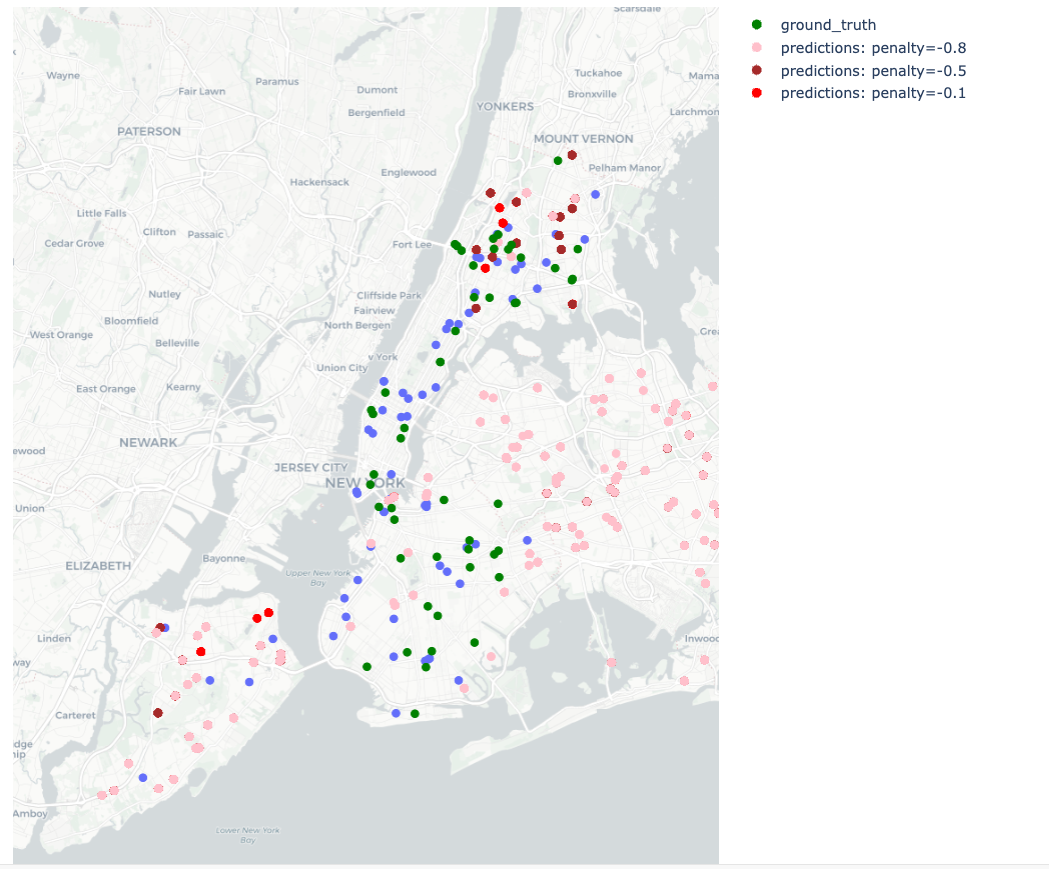 Scarsdale
ground_truth
predictions: penalty=-0.8
predictions: penalty=-0.5
predictions: penalty=-0.1
Wayne
Paramus
Tuckahoe
Mama
Fair Lawn
Dumont
Bronxville
YONKERS
Bergenfield
Larchmon
PATERSON
MOUNT VERNON
Englewood
Pelham Manor
Hackensack
Little Falls
Clifton
Passaic
Cedar Grove
Fort Lee
Nutley
Cliffside Park
Fairview
Bloomfield
North Bergen
West Orange
Grea
Belleville
v York
Union City
East Orange
Kearny
NEWARK
ewood
JERSEY CITY
NEW YORK
Union
Bayonne
ELIZABETH
Upper New York
Bay
Linden
Inwood
way
Carteret
dge
hip
Amboy
Lower New York
Bay